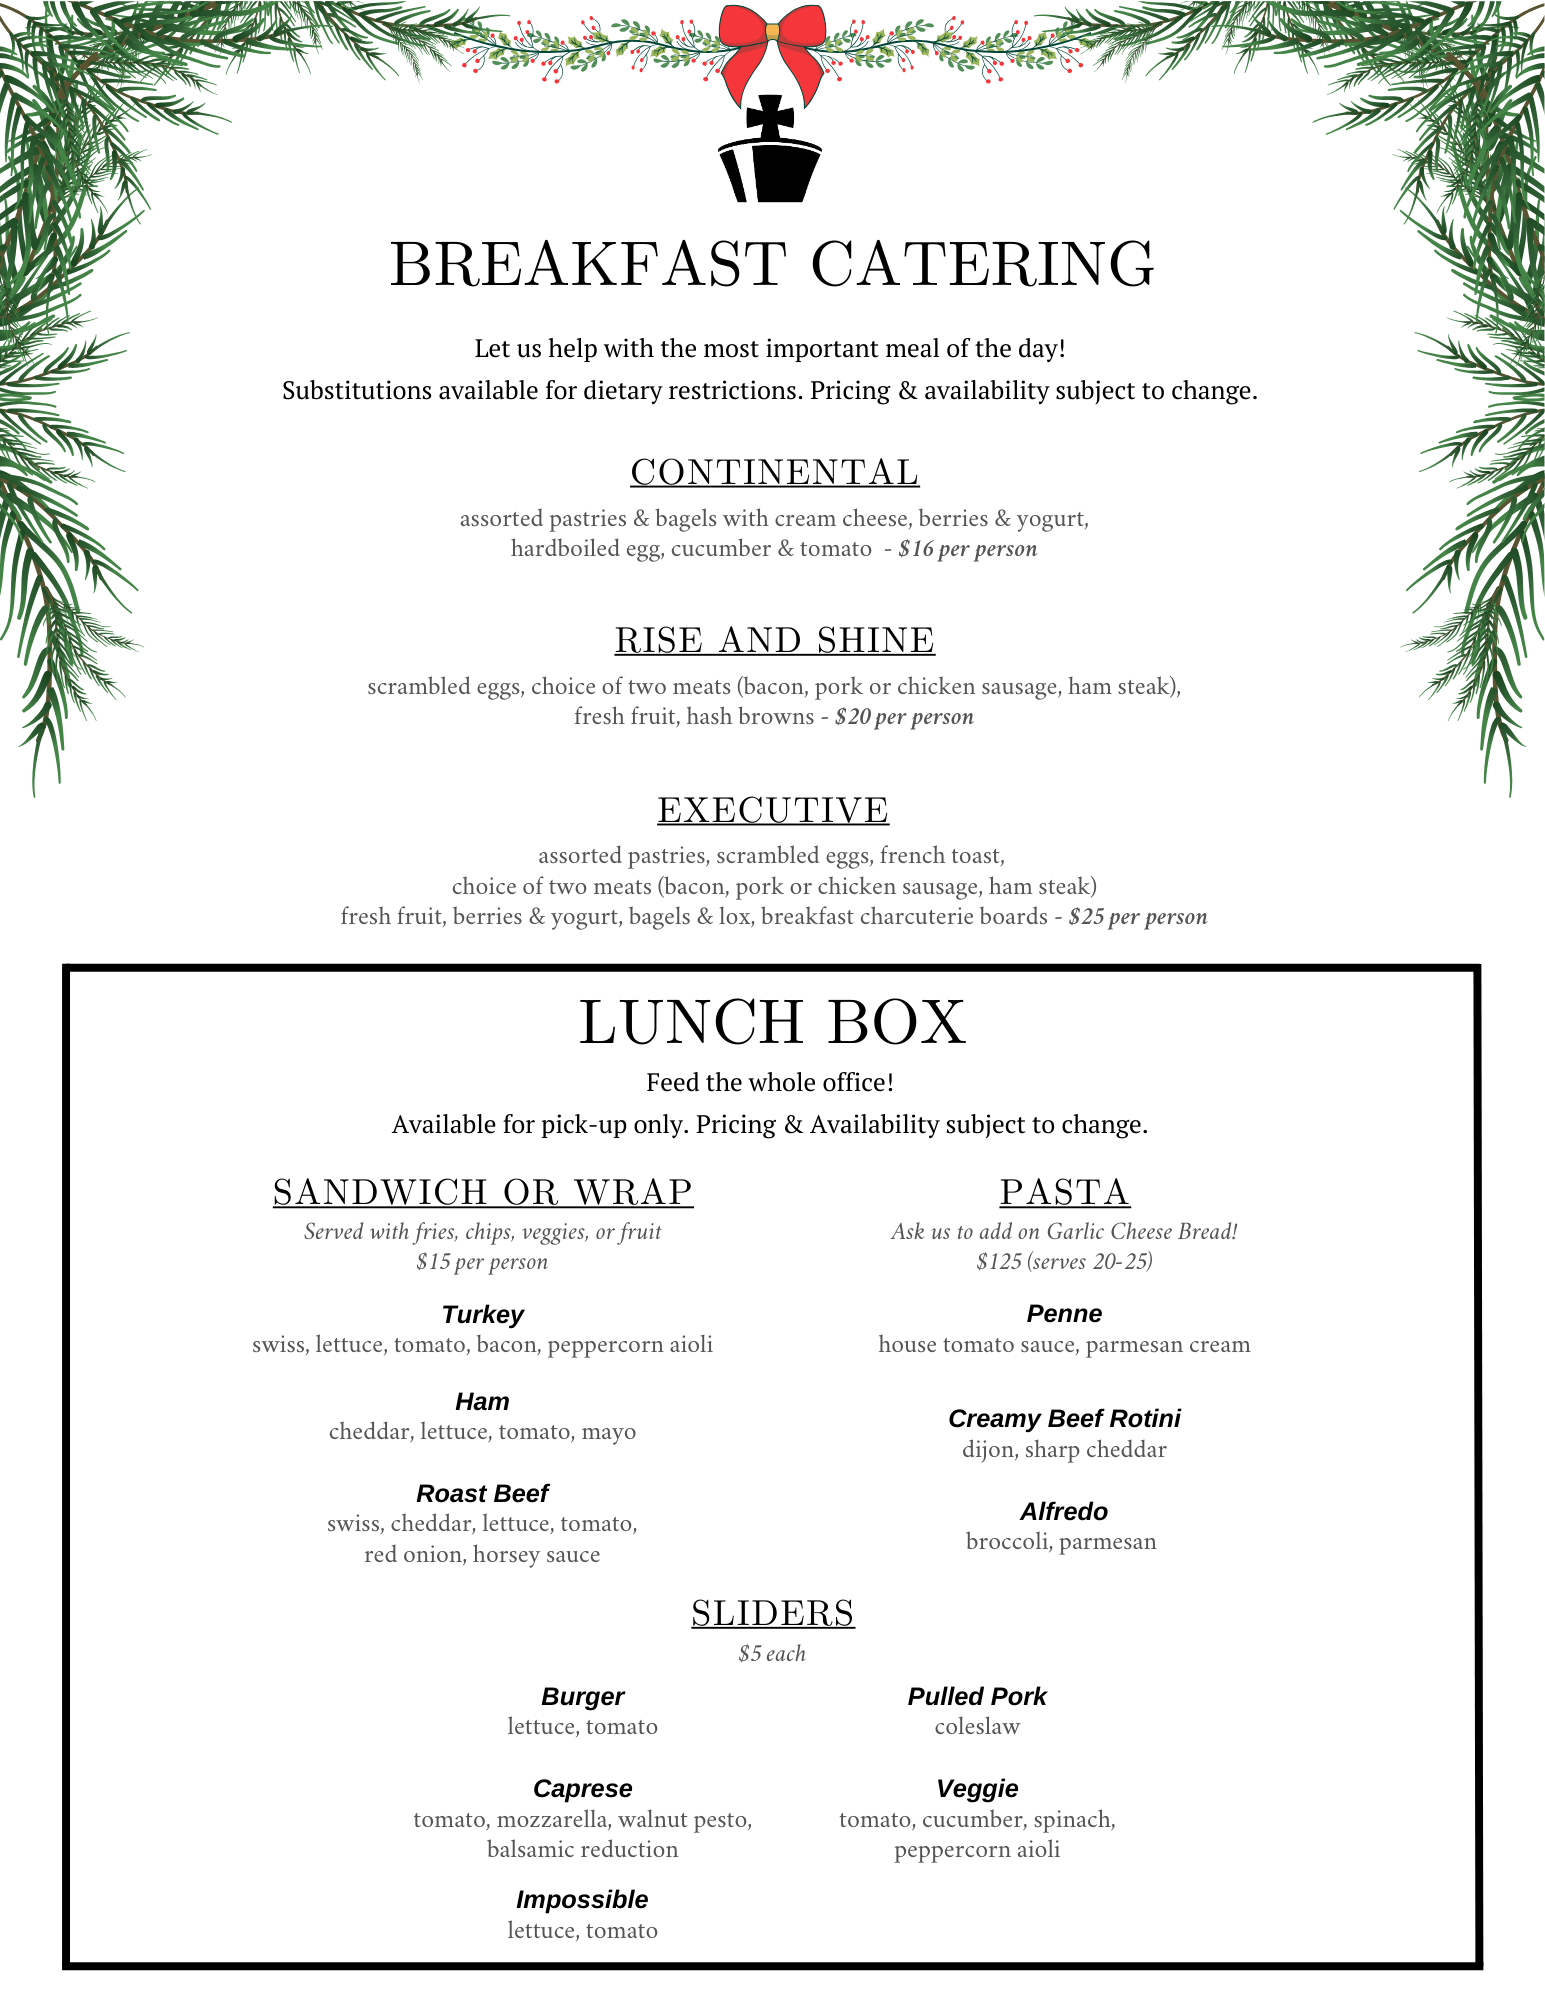 BREAKFAST CATERING
Let us help with the most important meal of the day!
Substitutions available for dietary restrictions. Pricing & availability subject to change.
CONTINENTAL
assorted pastries & bagels with cream cheese, berries & yogurt,
hardboiled egg, cucumber & tomato - $16 per person
RISE AND SHINE
scrambled eggs, choice of two meats (bacon, pork or chicken sausage, ham steak),
fresh fruit, hash browns - $20 per person
EXECUTIVE
assorted pastries, scrambled eggs, french toast,
choice of two meats (bacon, pork or chicken sausage, ham steak)
fresh fruit, berries & yogurt, bagels & lox, breakfast charcuterie boards - $25 per person
LUNCH BOX
Feed the whole office!
Available for pick-up only. Pricing & Availability subject to change.
SANDWICH OR WRAP
Served with fries, chips, veggies, or fruit
$15 per person
Turkey
swiss, lettuce, tomato, bacon, peppercorn aioli
Ham
cheddar, lettuce, tomato, mayo
Roast Beef
swiss, cheddar, lettuce, tomato,
red onion, horsey sauce
PASTA
Ask us to add on Garlic Cheese Bread!
$125 (serves 20-25)
Penne
house tomato sauce, parmesan cream
Creamy Beef Rotini
dijon, sharp cheddar
Alfredo
broccoli, parmesan
SLIDERS
$5 each
Burger
lettuce, tomato
Caprese
tomato, mozzarella, walnut pesto,
balsamic reduction
Impossible
lettuce, tomato
Pulled Pork
coleslaw
Veggie
tomato, cucumber, spinach,
peppercorn aioli